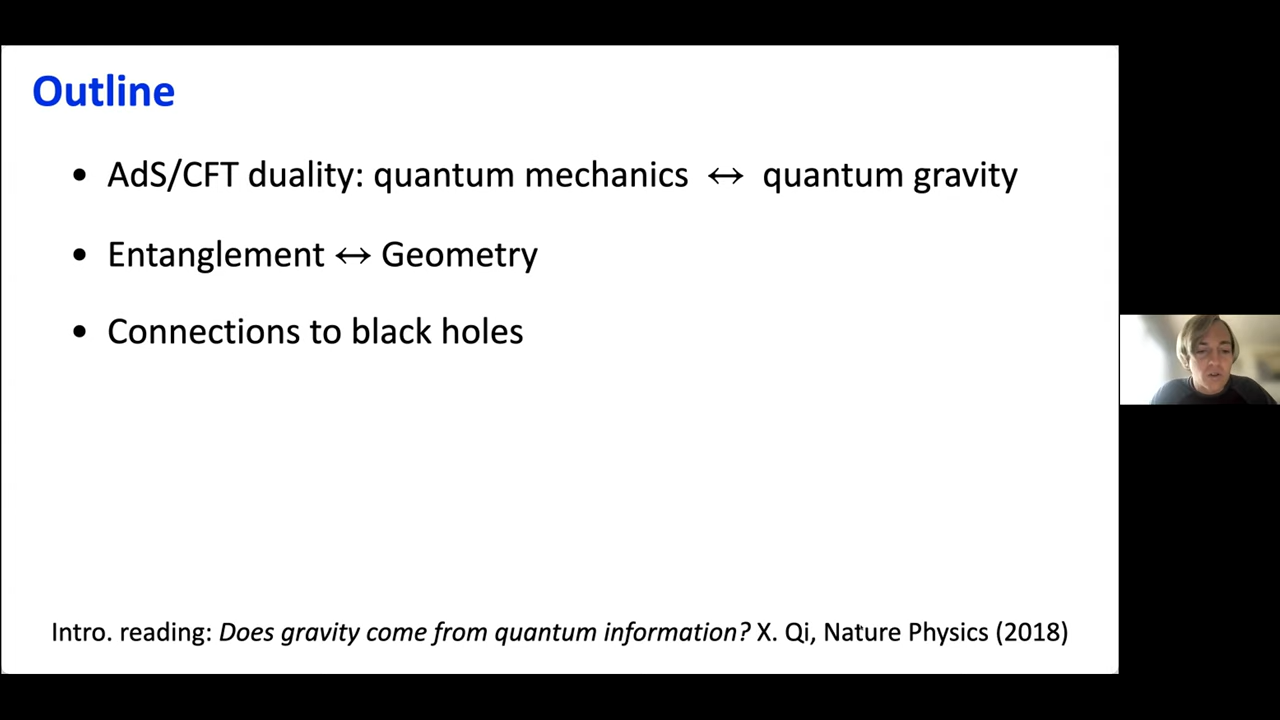 Outline
• AdS/CFT duality: quantum mechanics ↔ quantum gravity
• Entanglement ↔ Geometry
• Connections to black holes
Intro. reading: Does gravity come from quantum information? X. Qi, Nature Physics (2018)